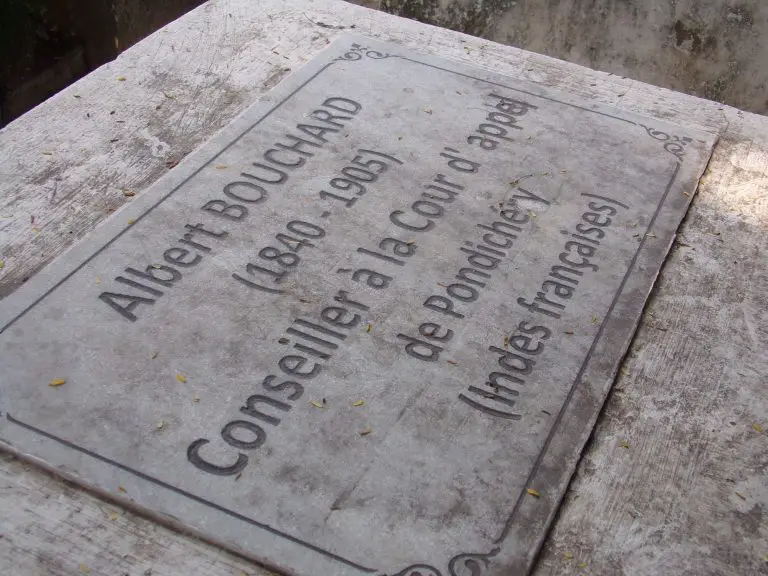 Albert BOUCHARD
(1840 - 1905)
Conseiller à la Cour d' appel
de Pondichéry
(Indes françaises)